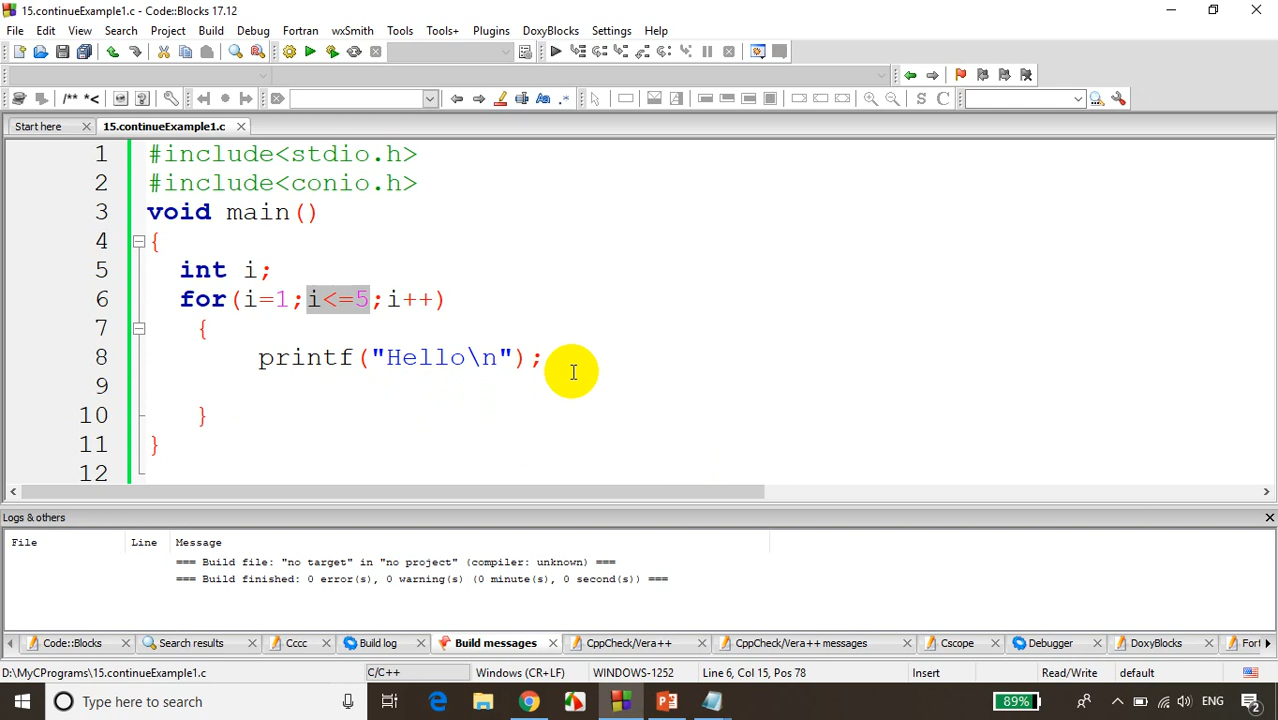 15.continueExample1.c - Code::Blocks 17.12
File Edit View Search Project Build Debug Fortran wxSmith Tools Tools+ Plugins DoxyBlocks Settings Help
/** *<
S C
Start here 15.continueExample1.c
1 #include<stdio.h>
2 #include<conio.h>
3 void main()
4 {
5 int i;
6 for(i=1;i<=5;i++)
7 {
8 printf("Hello\n");
9
10 }
11 }
12
Logs & others
File Line Message
=== Build file: "no target" in "no project" (compiler: unknown) ===
=== Build finished: 0 error(s), 0 warning(s) (0 minute(s), 0 second(s)) ===
Code::Blocks Search results Cccc Build log Build messages CppCheck/Vera++ CppCheck/Vera++ messages Cscope Debugger DoxyBlocks Fort
D:\MyCPrograms\15.continueExample1.c C/C++ Windows (CR+LF) WINDOWS-1252 Line 6, Col 15, Pos 78 Insert Read/Write default
Type here to search 89% ENG 2